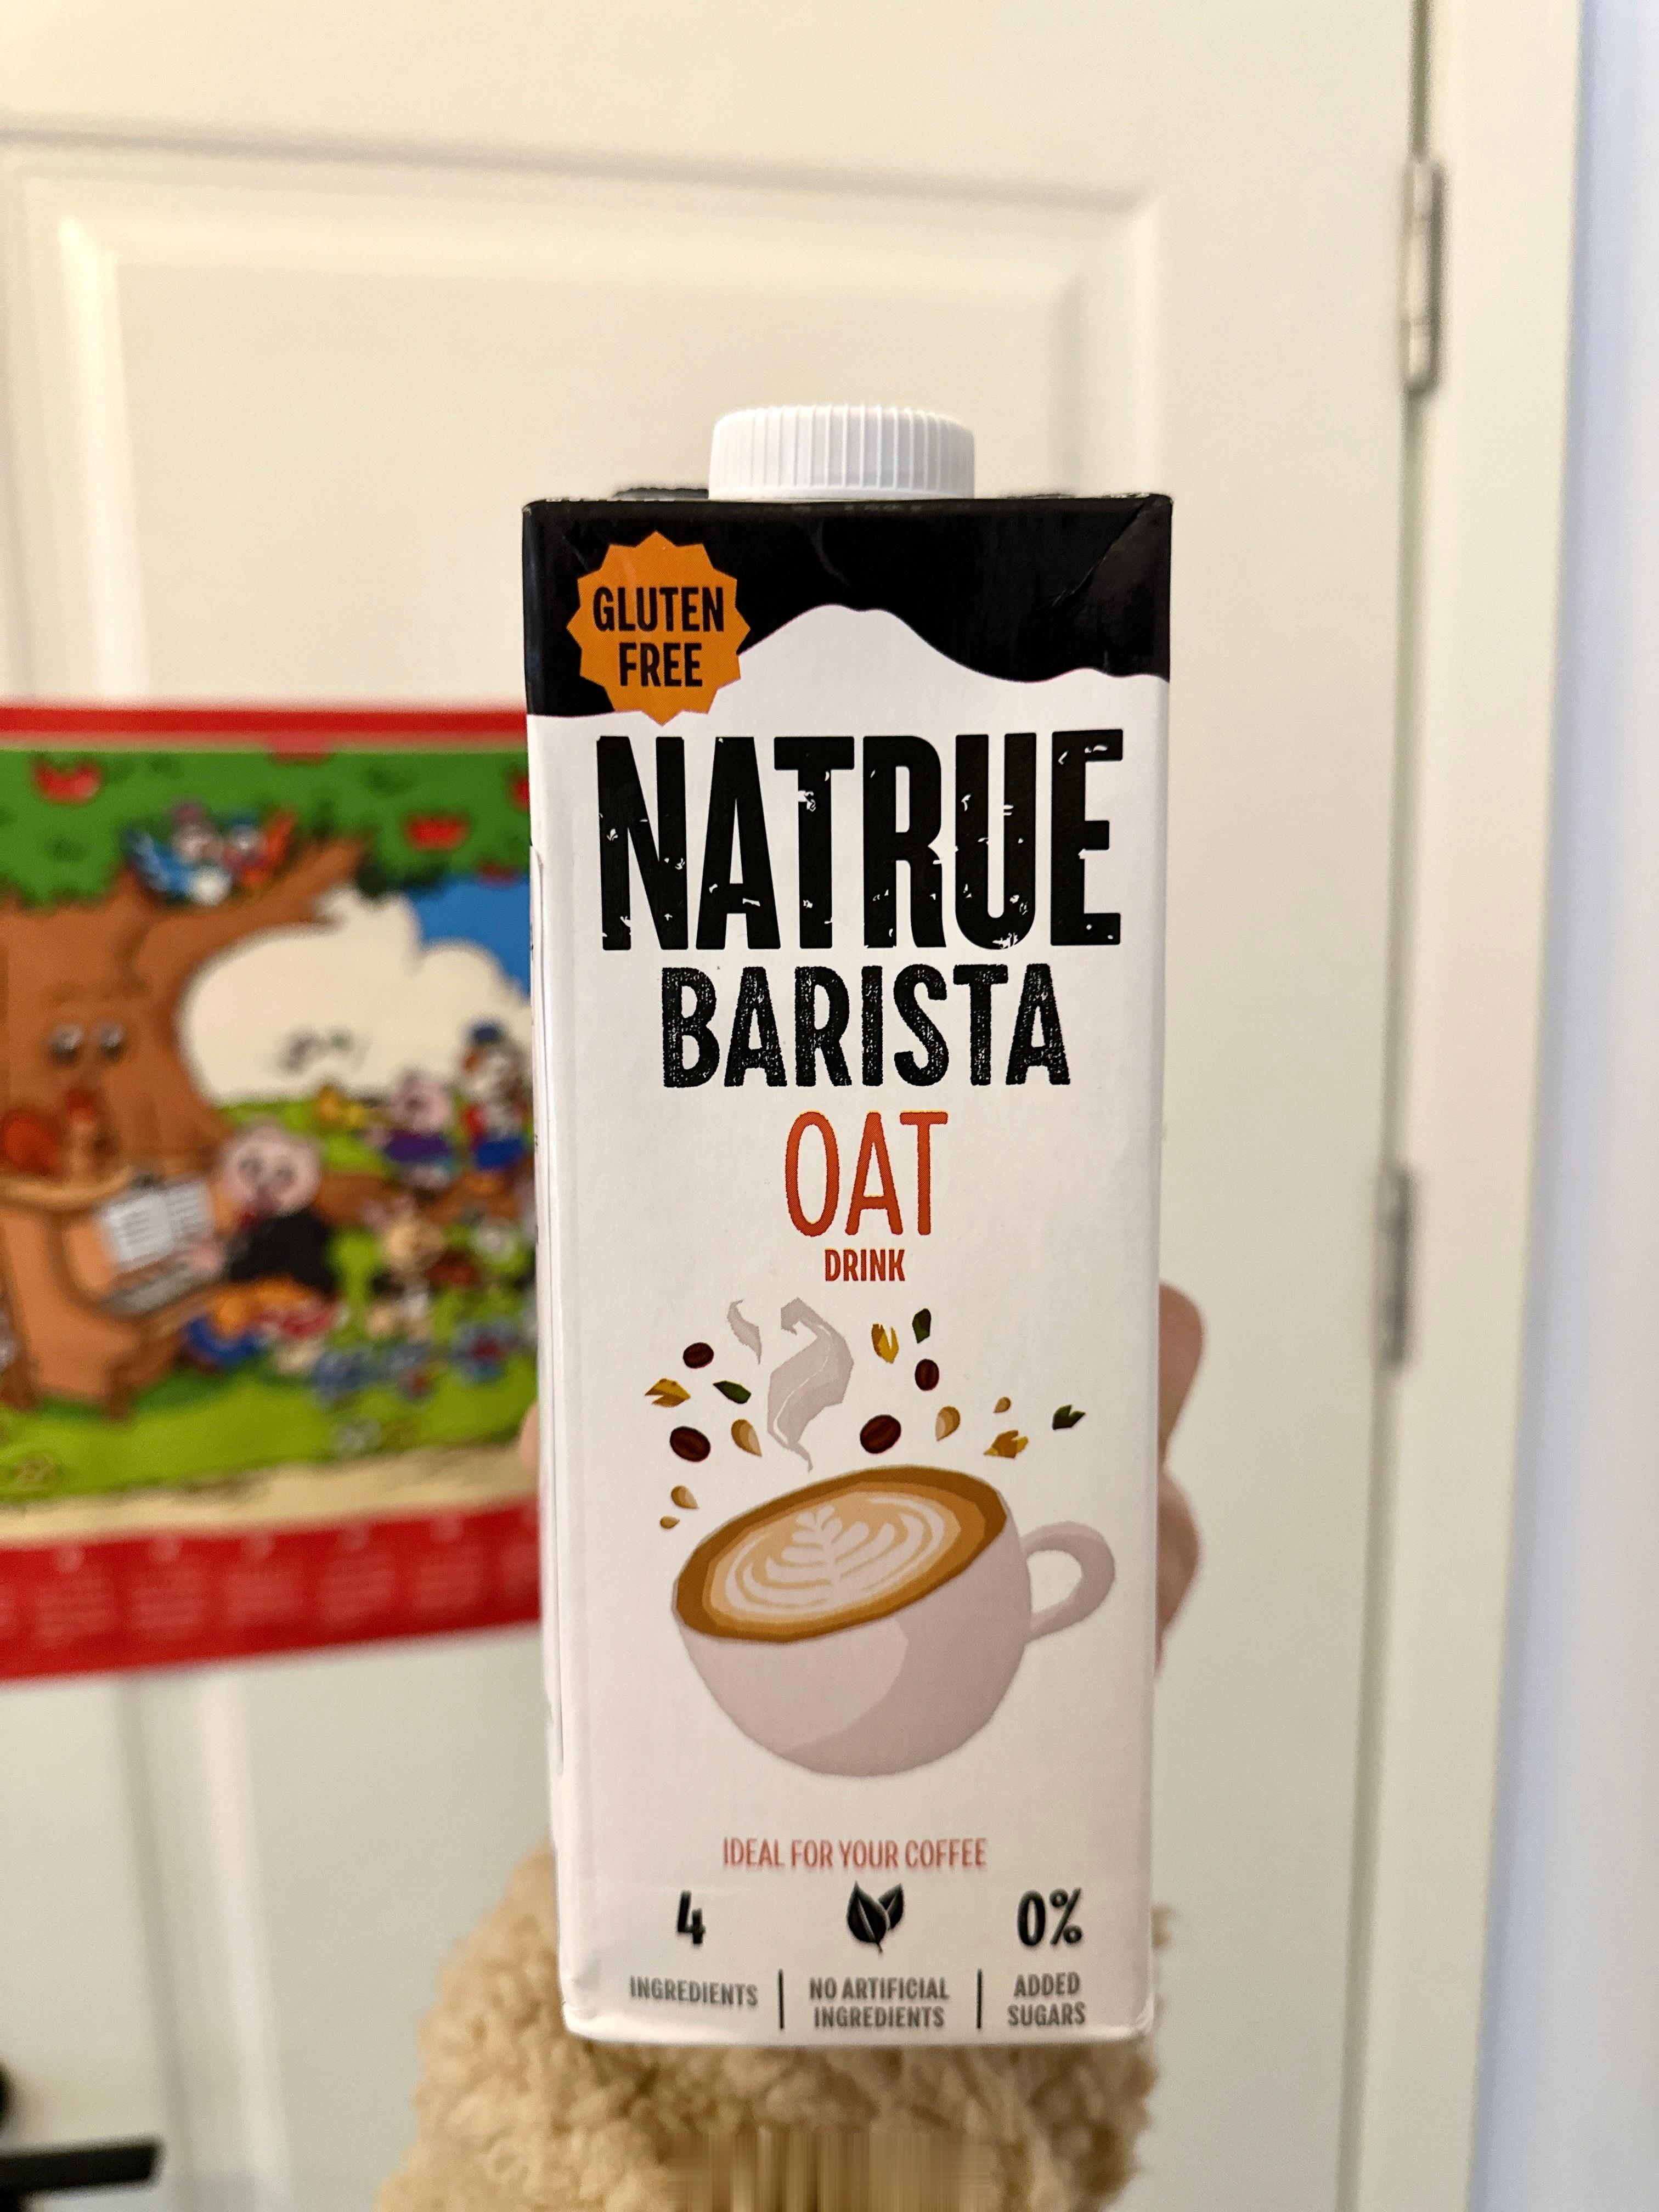 GLUTEN
FREE
NATRUE
BARISTA
OAT
DRINK
IDEAL FOR YOUR COFFEE
4
INGREDIENTS
NO ARTIFICIAL
INGREDIENTS
0%
ADDED
SUGARS